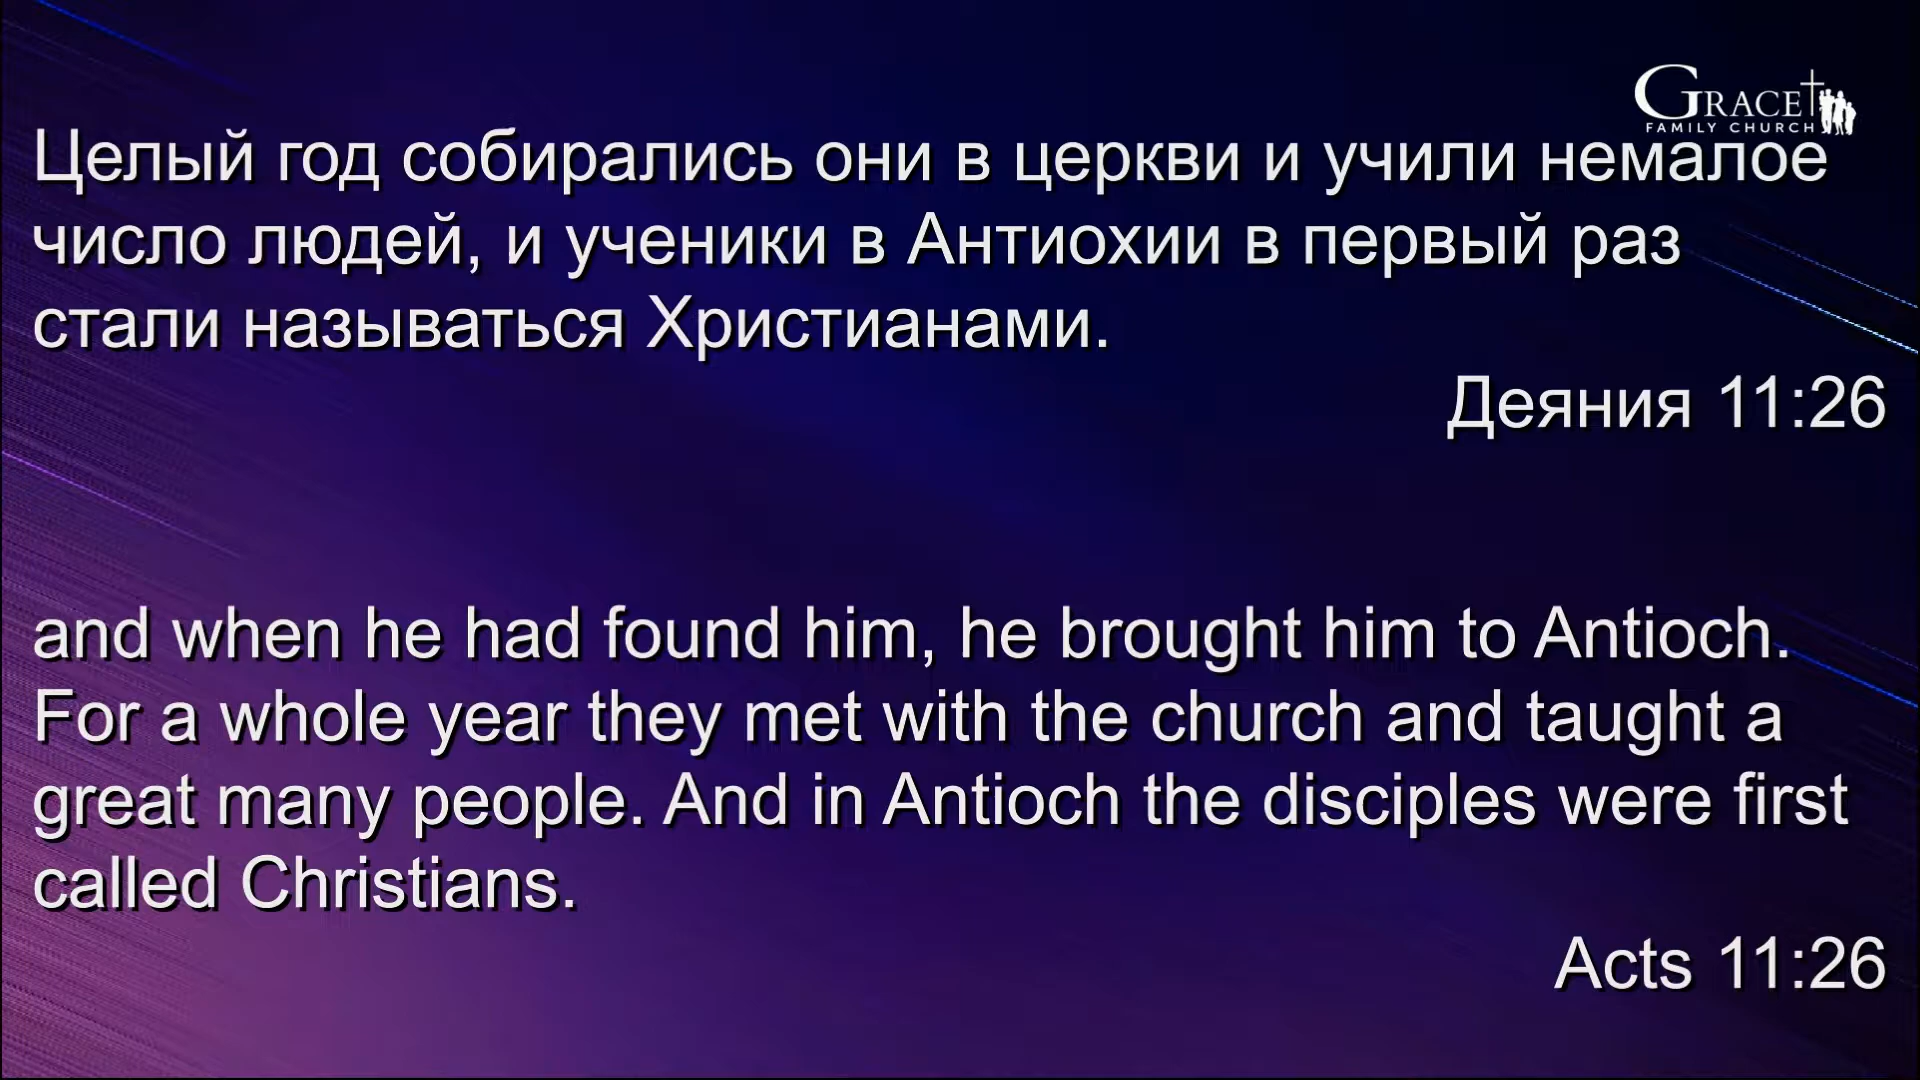 GRACE
FAMILY CHURCH
Целый год собирались они в церкви и учили немалое
число людей, и ученики в Антиохии в первый раз
стали называться Христианами.
Деяния 11:26
and when he had found him, he brought him to Antioch.
For a whole year they met with the church and taught a
great many people. And in Antioch the disciples were first
called Christians.
Acts 11:26